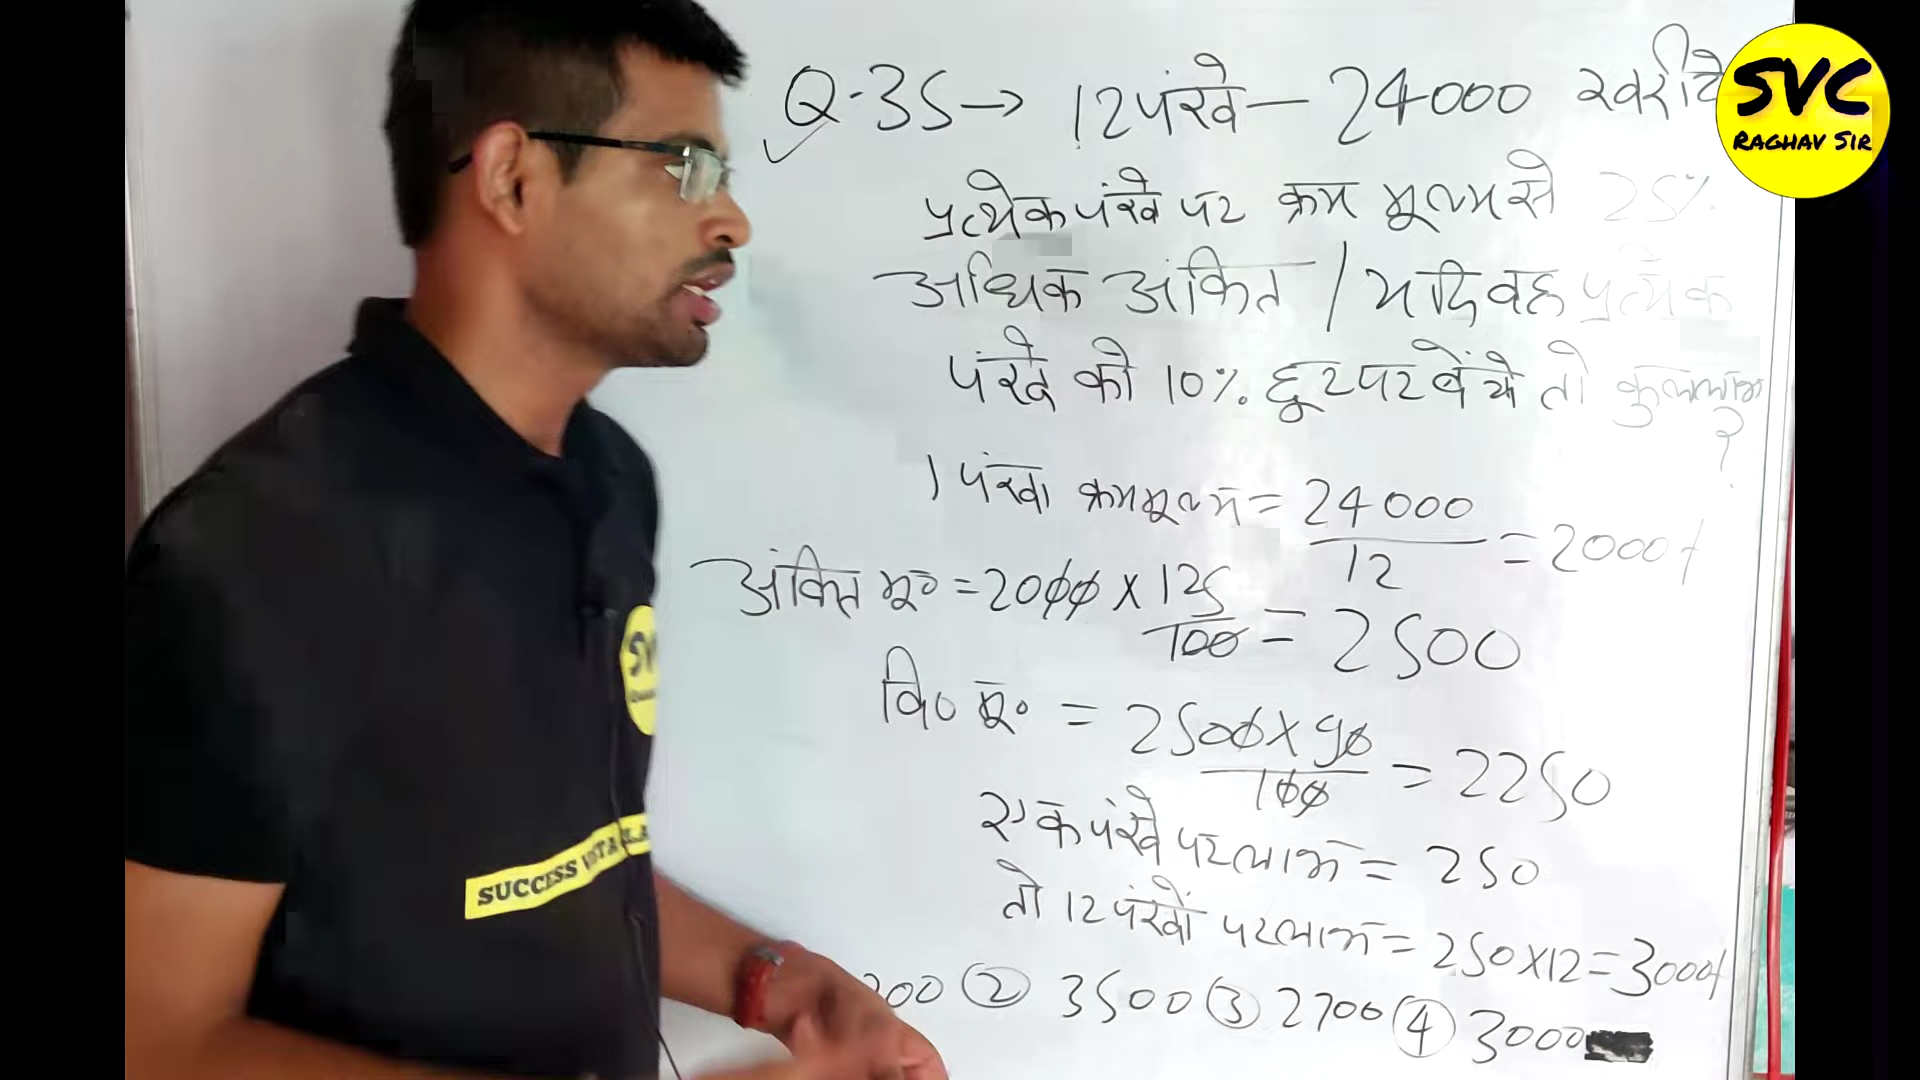 Q.35→ 12 पंखे — 24000 खरीदे
प्रत्येक पंखे पर क्रय मूल्य से 25%
अधिक अंकित / यदि वह प्रत्येक
पंखे को 10% छूट पर बेंचे तो कुल लाभ
?
1 पंखा क्रय मूल्य = 24000/12 = 2000/
अंकित मू० = 2000 × 125/100 = 2500
वि० मू० = 2500 × 90/100 = 2250
एक पंखे पर लाभ = 250
तो 12 पंखों पर लाभ = 250×12 = 3000/
② 3500 ③ 2700 ④ 3000
SVC
RAGHAV SIR
SUCCESS